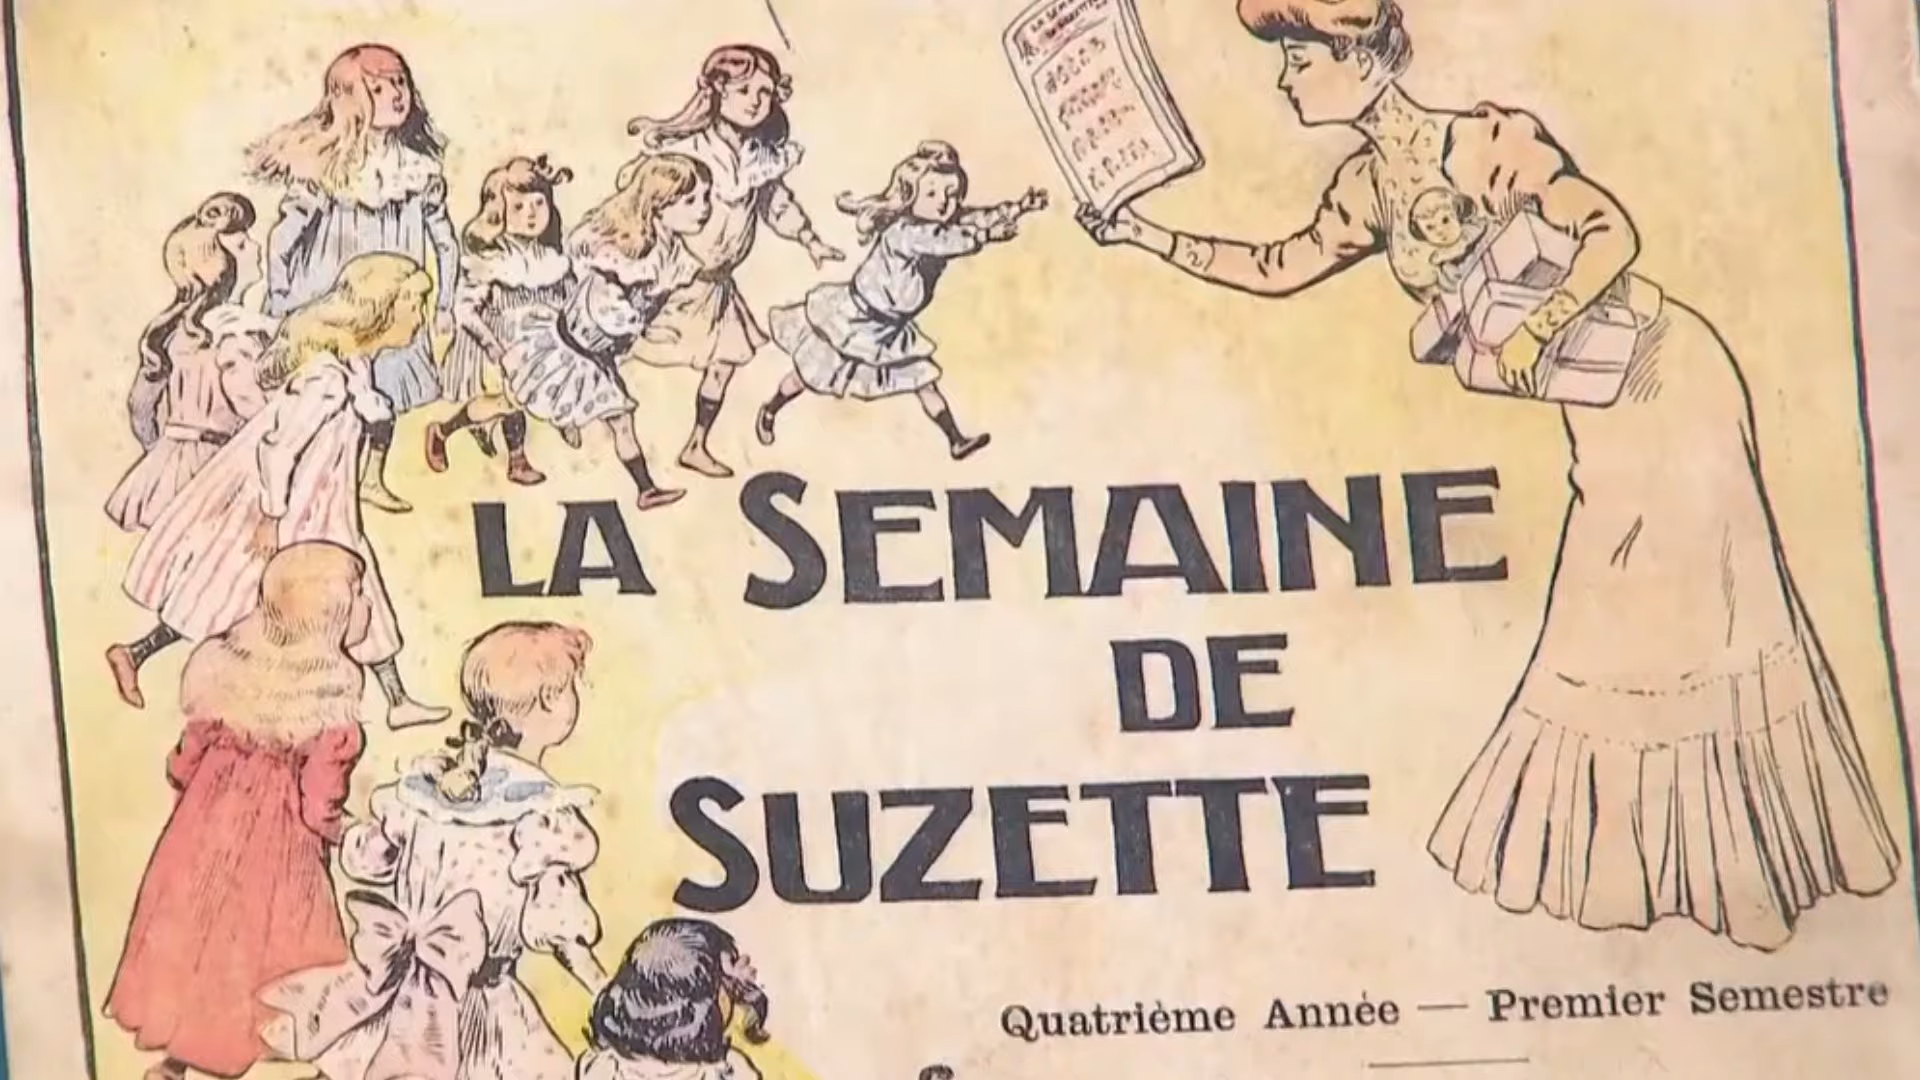 LA SEMAINE
DE
SUZETTE
Quatrième Année — Premier Semestre